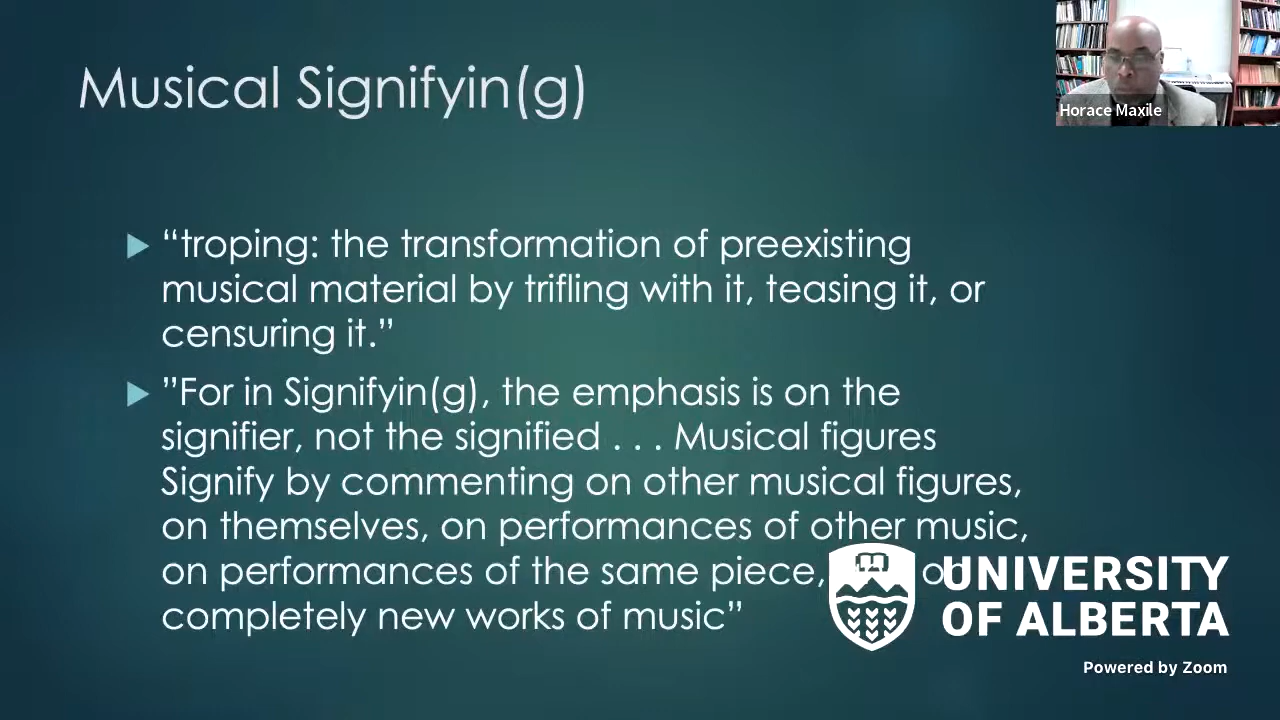 Musical Signifyin(g)
Horace Maxile
“troping: the transformation of preexisting
musical material by trifling with it, teasing it, or
censuring it.”
”For in Signifyin(g), the emphasis is on the
signifier, not the signified . . . Musical figures
Signify by commenting on other musical figures,
on themselves, on performances of other music,
on performances of the same piece,
completely new works of music”
UNIVERSITY
OF ALBERTA
Powered by Zoom